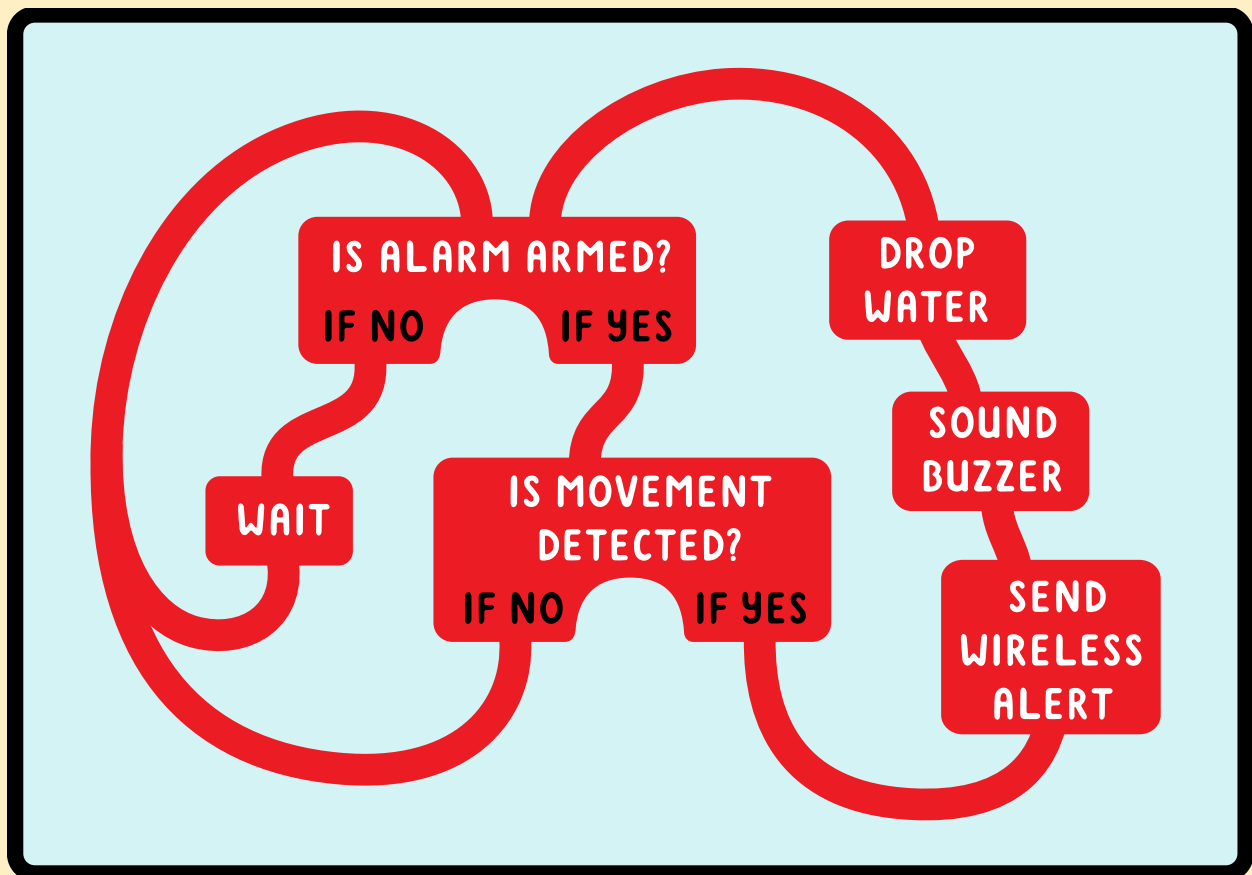 IS ALARM ARMED?
IF NO
IF YES
WAIT
IS MOVEMENT
DETECTED?
IF NO
IF YES
DROP
WATER
SOUND
BUZZER
SEND
WIRELESS
ALERT